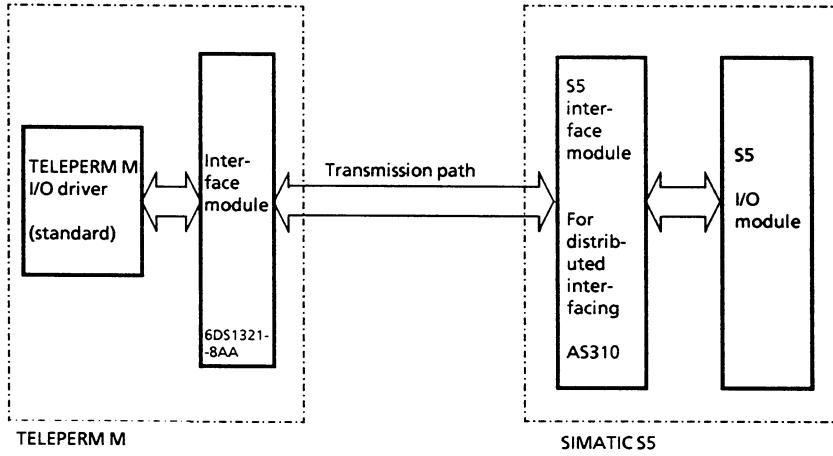 TELEPERM M
I/O driver
(standard)
Inter-
face
module
6DS1321-
-8AA
Transmission path
S5
inter-
face
module
For
distrib-
uted
inter-
facing
AS310
S5
I/O
module
TELEPERM M
SIMATIC S5